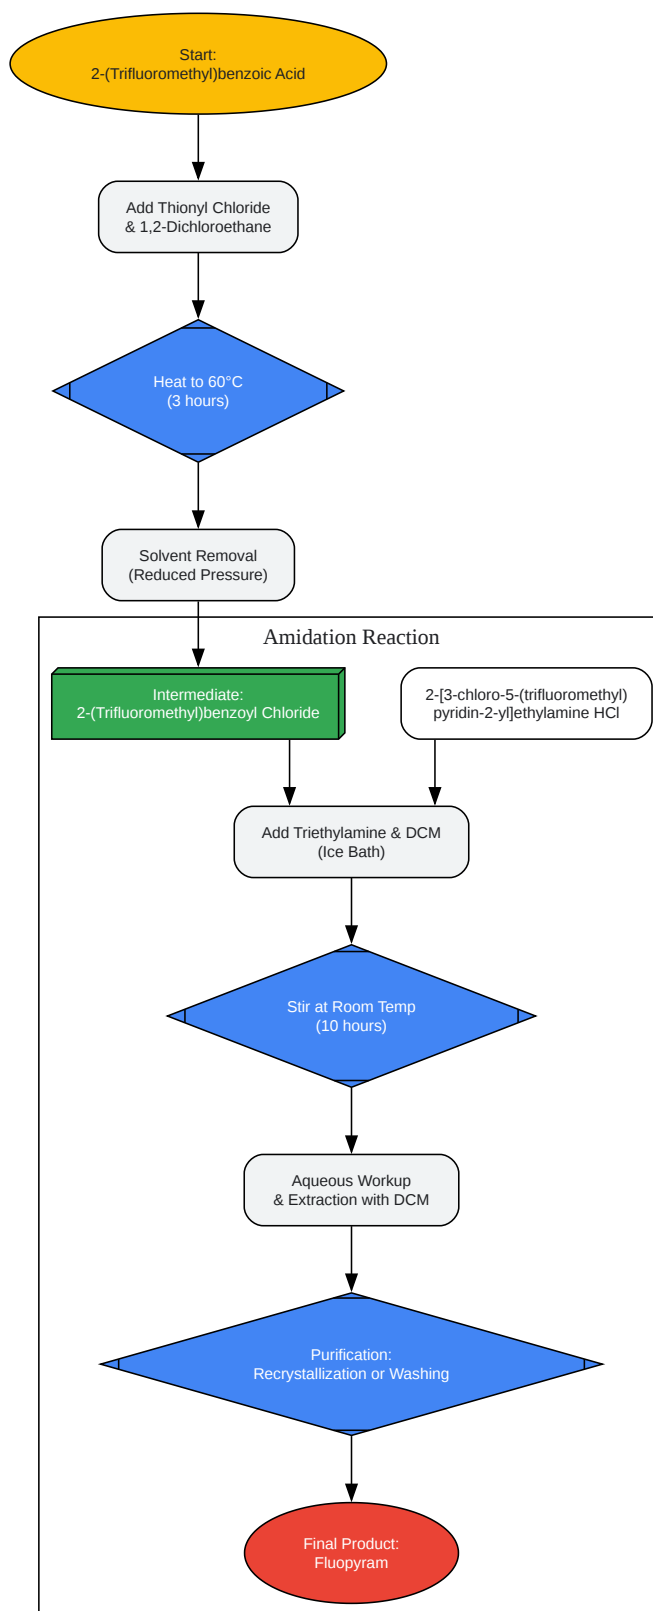 Start:
2-(Trifluoromethyl)benzoic Acid
Add Thionyl Chloride
& 1,2-Dichloroethane
Heat to 60°C
(3 hours)
Solvent Removal
(Reduced Pressure)
Amidation Reaction
Intermediate:
2-(Trifluoromethyl)benzoyl Chloride
2-[3-chloro-5-(trifluoromethyl)
pyridin-2-yl]ethylamine HCl
Add Triethylamine & DCM
(Ice Bath)
Stir at Room Temp
(10 hours)
Aqueous Workup
& Extraction with DCM
Purification:
Recrystallization or Washing
Final Product:
Fluopyram